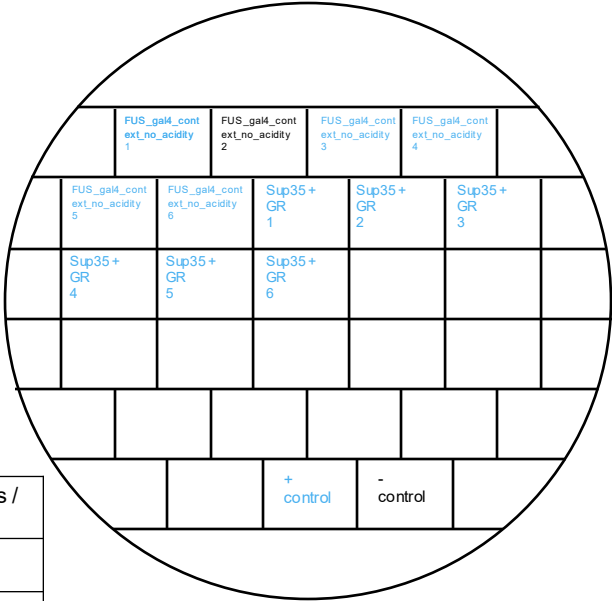 FUS_gal4_cont
ext_no_acidity
1
FUS_gal4_cont
ext_no_acidity
2
FUS_gal4_cont
ext_no_acidity
3
FUS_gal4_cont
ext_no_acidity
4
FUS_gal4_cont
ext_no_acidity
5
FUS_gal4_cont
ext_no_acidity
6
Sup35 +
GR
1
Sup35 +
GR
2
Sup35 +
GR
3
Sup35 +
GR
4
Sup35 +
GR
5
Sup35 +
GR
6
+
control
-
control
s /